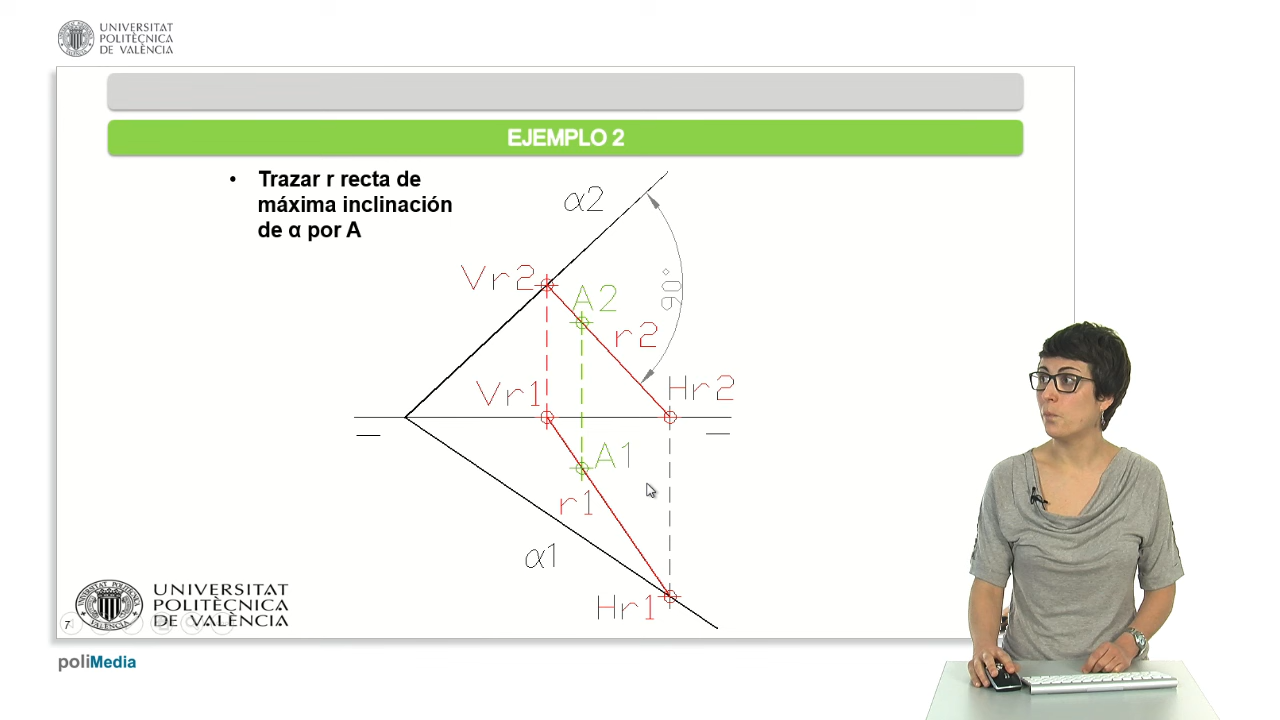 UNIVERSITAT
POLITÈCNICA
DE VALÈNCIA
EJEMPLO 2
• Trazar r recta de
máxima inclinación
de α por A
α2
Vr2
A2
90°
r2
Vr1
Hr2
A1
r1
α1
Hr1
UNIVERSITAT
POLITÈCNICA
DE VALÈNCIA
7
poliMedia